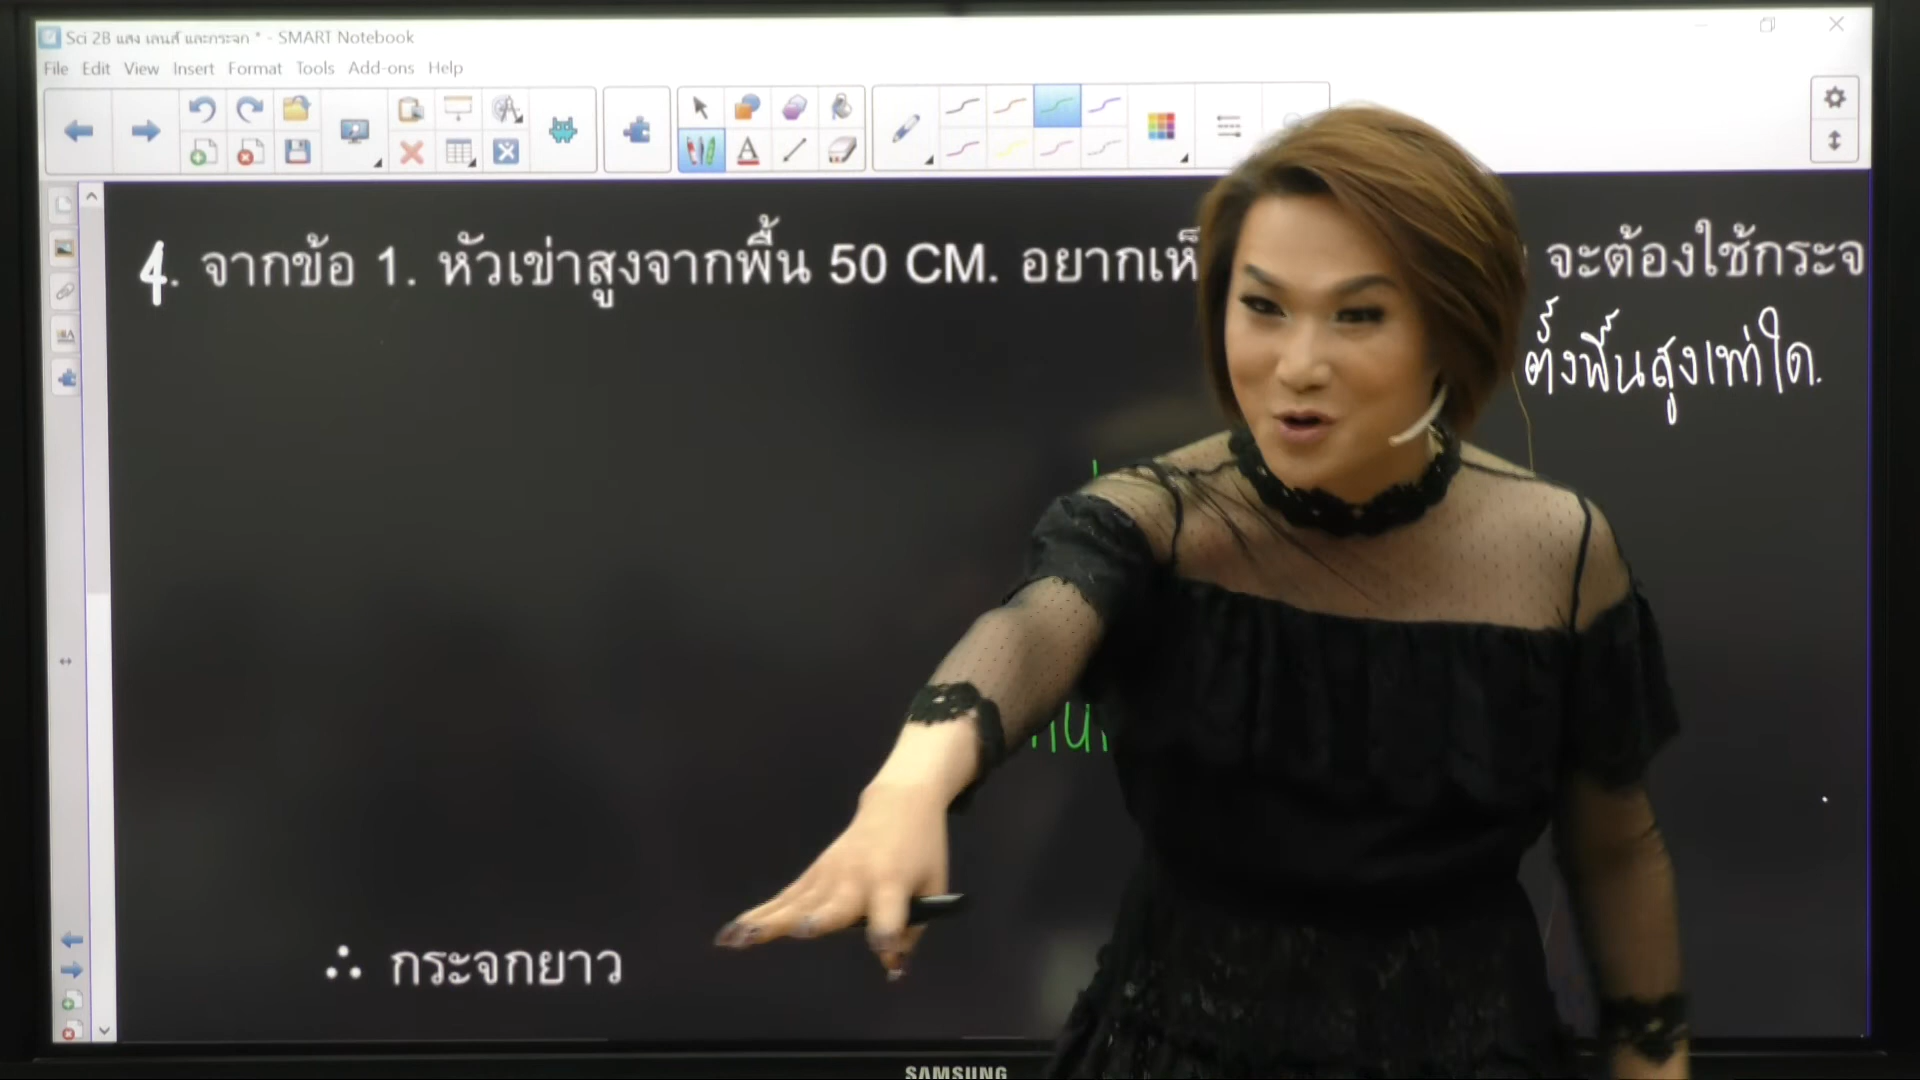 Sci 2B แสง เลนส์ และกระจก * - SMART Notebook
File Edit View Insert Format Tools Add-ons Help
4. จากข้อ 1. หัวเข่าสูงจากพื้น 50 CM. อยากเห็ จะต้องใช้กระจ
ตั้งพื้นสูงเท่าใด.
∴ กระจกยาว
SAMSUNG